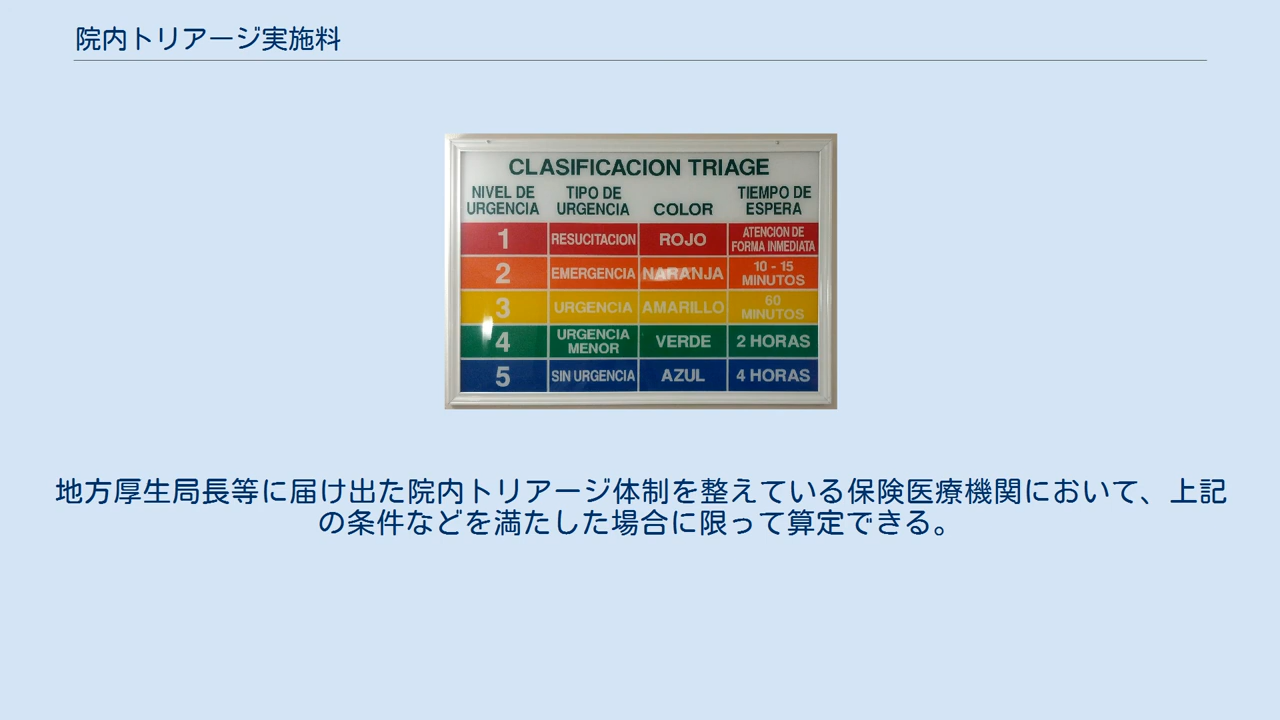 院内トリアージ実施料
CLASIFICACION TRIAGE
NIVEL DE URGENCIA TIPO DE URGENCIA COLOR TIEMPO DE ESPERA
1 RESUCITACION ROJO ATENCION DE FORMA INMEDIATA
2 EMERGENCIA NARANJA 10 - 15 MINUTOS
3 URGENCIA AMARILLO 60 MINUTOS
4 URGENCIA MENOR VERDE 2 HORAS
5 SIN URGENCIA AZUL 4 HORAS
地方厚生局長等に届け出た院内トリアージ体制を整えている保険医療機関において、上記
の条件などを満たした場合に限って算定できる。